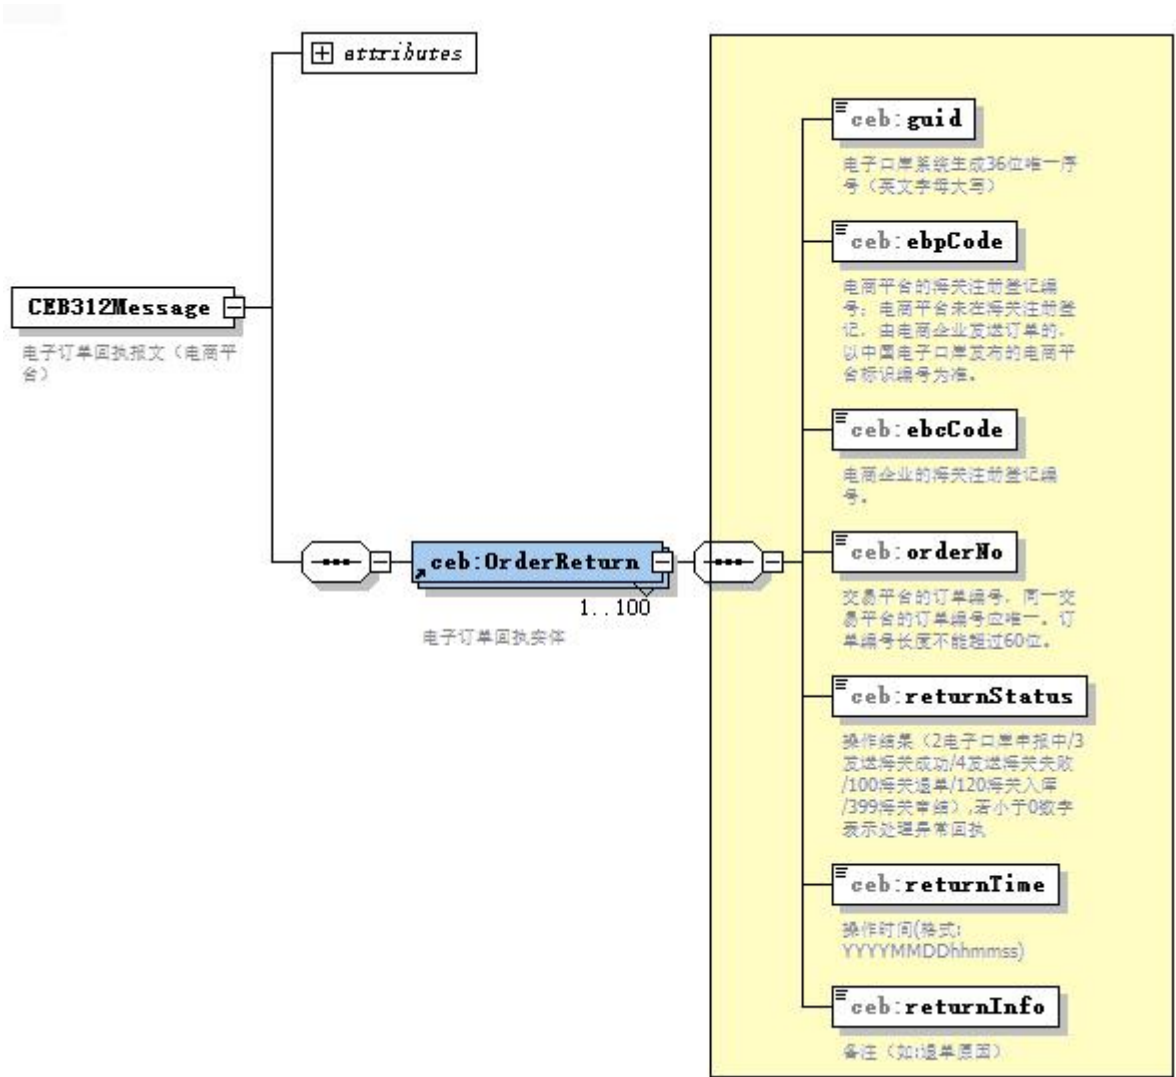 attributes
ceb:guid
电子口岸系统生成36位唯一序
号（英文字母大写）
ceb:ebpCode
电商平台的海关注册登记编
号；电商平台未在海关注册登
记，由电商企业发送订单的，
以中国电子口岸发布的电商平
台标识编号为准。
CEB312Message
电子订单回执报文（电商平
台）
ceb:ebcCode
电商企业的海关注册登记编
号。
ceb:OrderReturn
1..100
电子订单回执实体
ceb:orderNo
交易平台的订单编号，同一交
易平台的订单编号应唯一。订
单编号长度不能超过60位。
ceb:returnStatus
操作结果（2电子口岸申报中/3
发送海关成功/4发送海关失败
/100海关退单/120海关入库
/399海关审结）,若小于0数字
表示处理异常回执
ceb:returnTime
操作时间(格式:
YYYYMMDDhhmmss)
ceb:returnInfo
备注（如:退单原因）